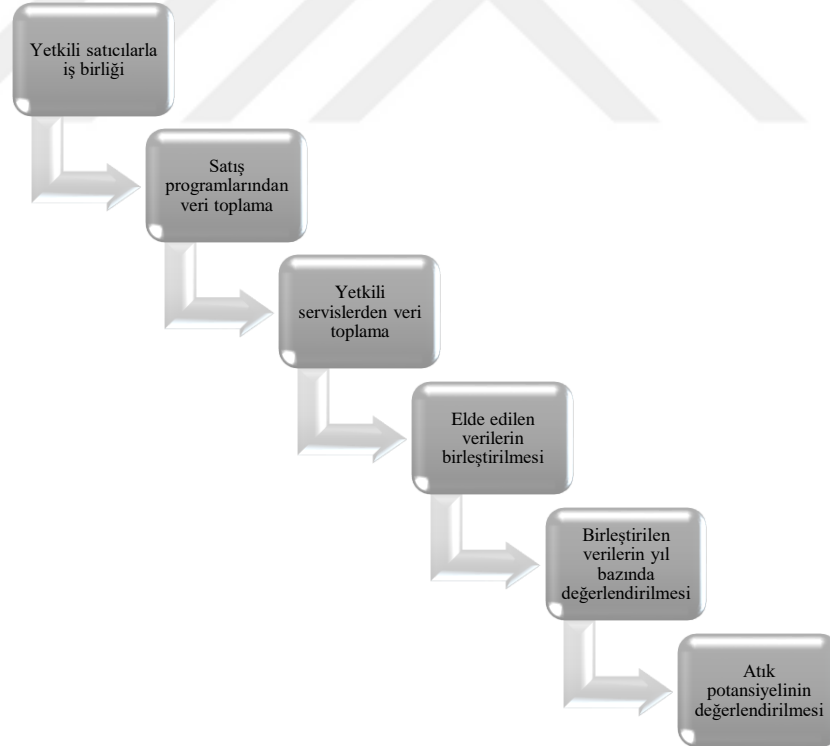 Yetkili satıcılarla
iş birliği
Satış
programlarından
veri toplama
Yetkili
servislerden veri
toplama
Elde edilen
verilerin
birleştirilmesi
Birleştirilen
verilerin yıl
bazında
değerlendirilmesi
Atık
potansiyelinin
değerlendirilmesi